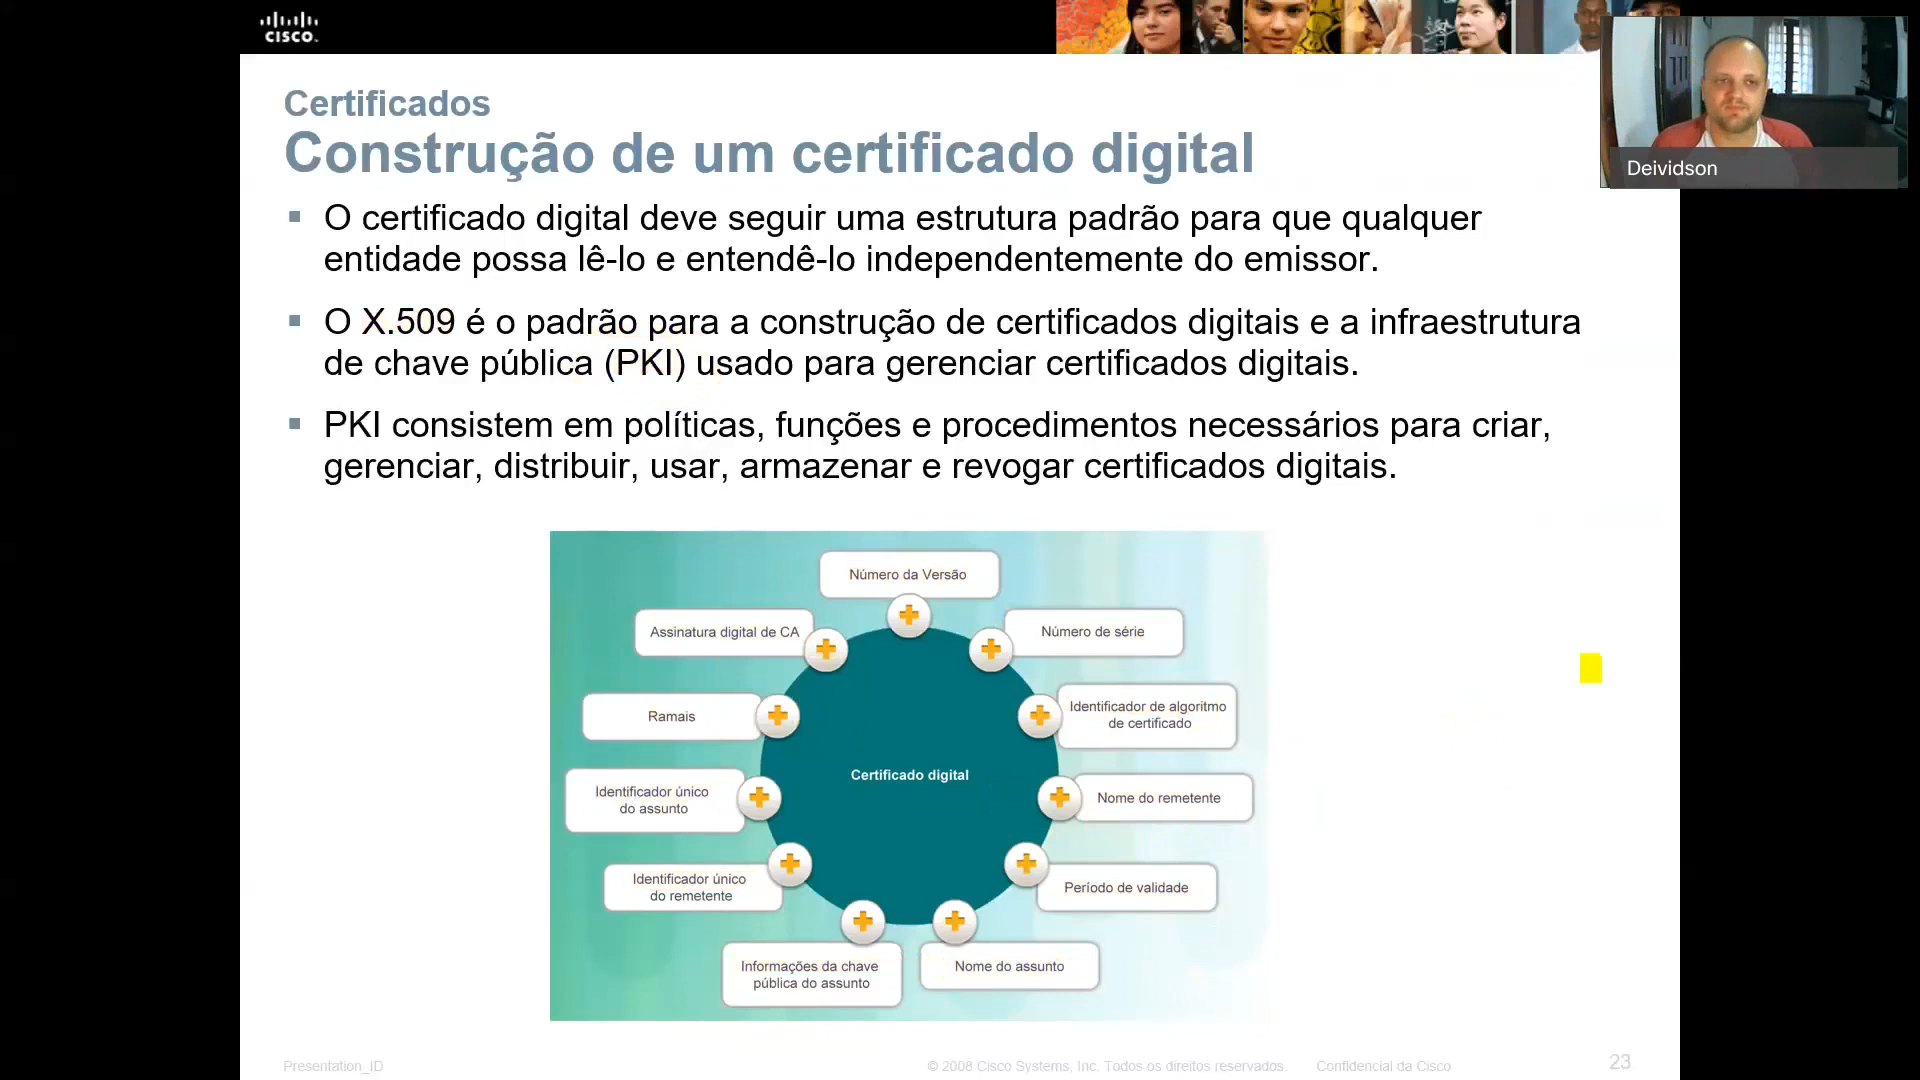 CISCO
Deividson
Certificados
Construção de um certificado digital
O certificado digital deve seguir uma estrutura padrão para que qualquer
entidade possa lê-lo e entendê-lo independentemente do emissor.
O X.509 é o padrão para a construção de certificados digitais e a infraestrutura
de chave pública (PKI) usado para gerenciar certificados digitais.
PKI consistem em políticas, funções e procedimentos necessários para criar,
gerenciar, distribuir, usar, armazenar e revogar certificados digitais.
Número da Versão
Assinatura digital de CA
Número de série
Ramais
Identificador de algoritmo
de certificado
Certificado digital
Identificador único
do assunto
Nome do remetente
Identificador único
do remetente
Período de validade
Informações da chave
pública do assunto
Nome do assunto
Presentation_ID
© 2008 Cisco Systems, Inc. Todos os direitos reservados.
Confidencial da Cisco
23